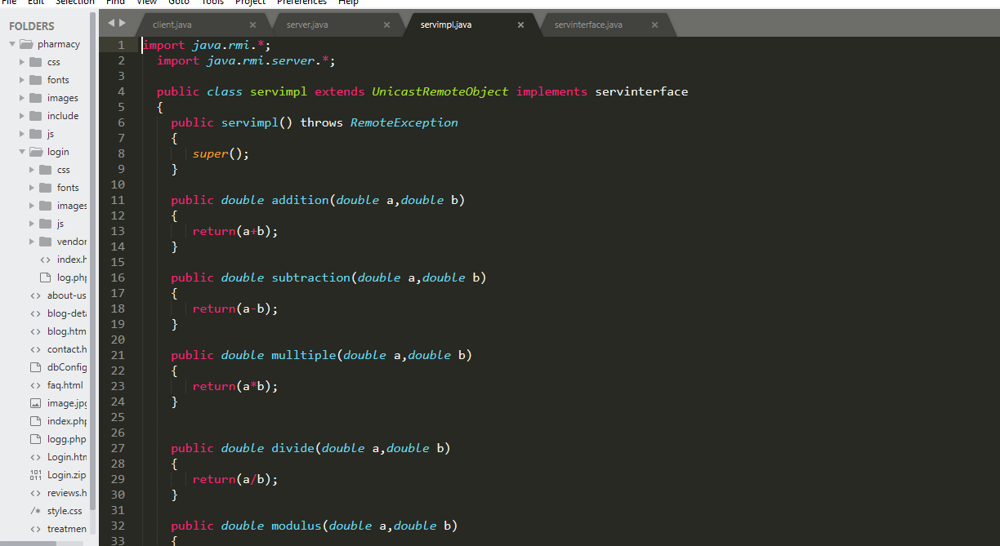 File Edit Selection Find View Goto Tools Project Preferences Help
FOLDERS
pharmacy
css
fonts
images
include
js
login
css
fonts
images
js
vendor
index.h
log.php
about-us
blog-deta
blog.htm
contact.h
dbConfig
faq.html
image.jpg
index.php
logg.php
Login.htm
Login.zip
reviews.h
style.css
treatmen
client.java × server.java × servimpl.java × servinterface.java ×
1 import java.rmi.*;
2 import java.rmi.server.*;
3
4 public class servimpl extends UnicastRemoteObject implements servinterface
5 {
6 public servimpl() throws RemoteException
7 {
8 super();
9 }
10
11 public double addition(double a,double b)
12 {
13 return(a+b);
14 }
15
16 public double subtraction(double a,double b)
17 {
18 return(a-b);
19 }
20
21 public double mulltiple(double a,double b)
22 {
23 return(a*b);
24 }
25
26
27 public double divide(double a,double b)
28 {
29 return(a/b);
30 }
31
32 public double modulus(double a,double b)
33 {